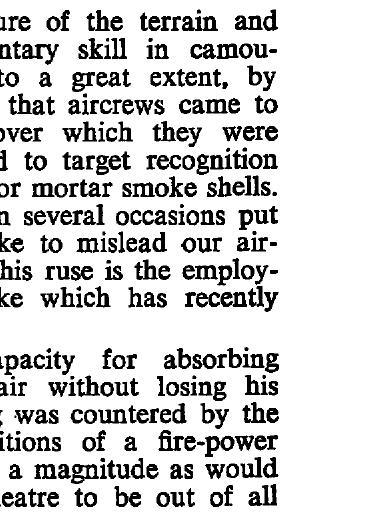 ure of the terrain and
ntary skill in camou-
to a great extent, by
that aircrews came to
over which they were
d to target recognition
or mortar smoke shells.
n several occasions put
ke to mislead our air-
his ruse is the employ-
ke which has recently
apacity for absorbing
air without losing his
g was countered by the
itions of a fire-power
a magnitude as would
eatre to be out of all